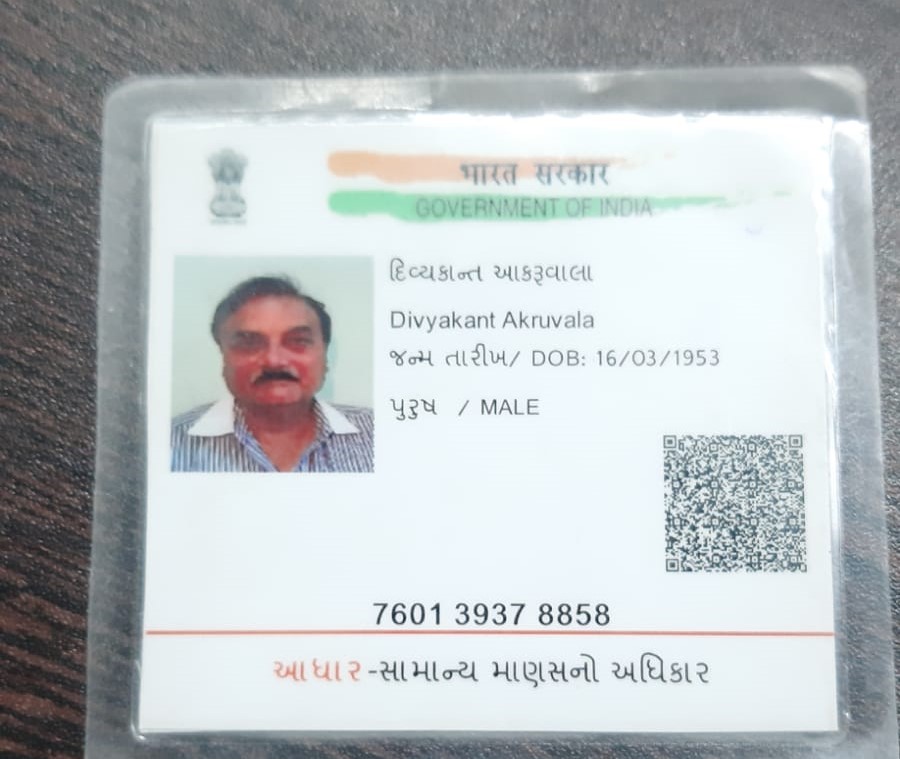 भारत सरकार
GOVERNMENT OF INDIA
દિવ્યકાન્ત આકરૂવાલા
Divyakant Akruvala
જન્મ તારીખ/ DOB: 16/03/1953
પુરુષ / MALE
7601 3937 8858
આધાર-સામાન્ય માણસનો અધિકાર